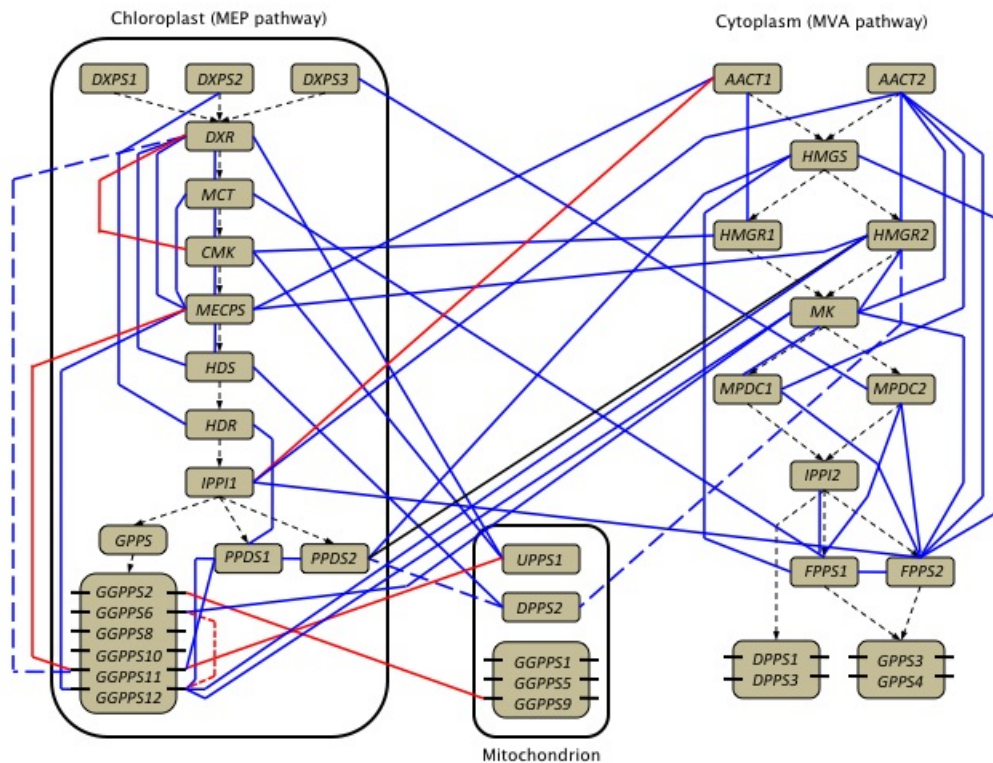 Chloroplast (MEP pathway)
Cytoplasm (MVA pathway)
DXPS1 DXPS2 DXPS3
AACT1 AACT2
DXR
HMGS
MCT
HMGR1 HMGR2
CMK
MECPS
MK
HDS
MPDC1 MPDC2
HDR
IPPI1
IPPI2
GPPS
PPDS1 PPDS2
UPPS1
FPPS1 FPPS2
GGPPS2
GGPPS6
GGPPS8
GGPPS10
GGPPS11
GGPPS12
DPPS2
GGPPS1
GGPPS5
GGPPS9
DPPS1
DPPS3
GPPS3
GPPS4
Mitochondrion